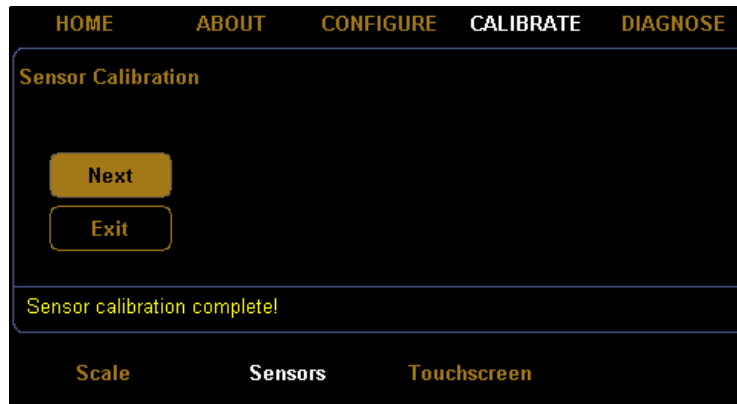 HOME ABOUT CONFIGURE CALIBRATE DIAGNOSE
Sensor Calibration
Next
Exit
Sensor calibration complete!
Scale Sensors Touchscreen